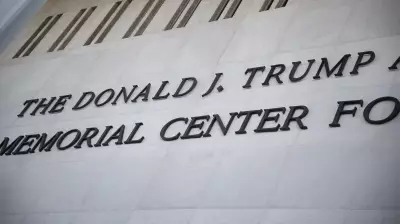 THE DONALD J. TRUMP A
MEMORIAL CENTER FO